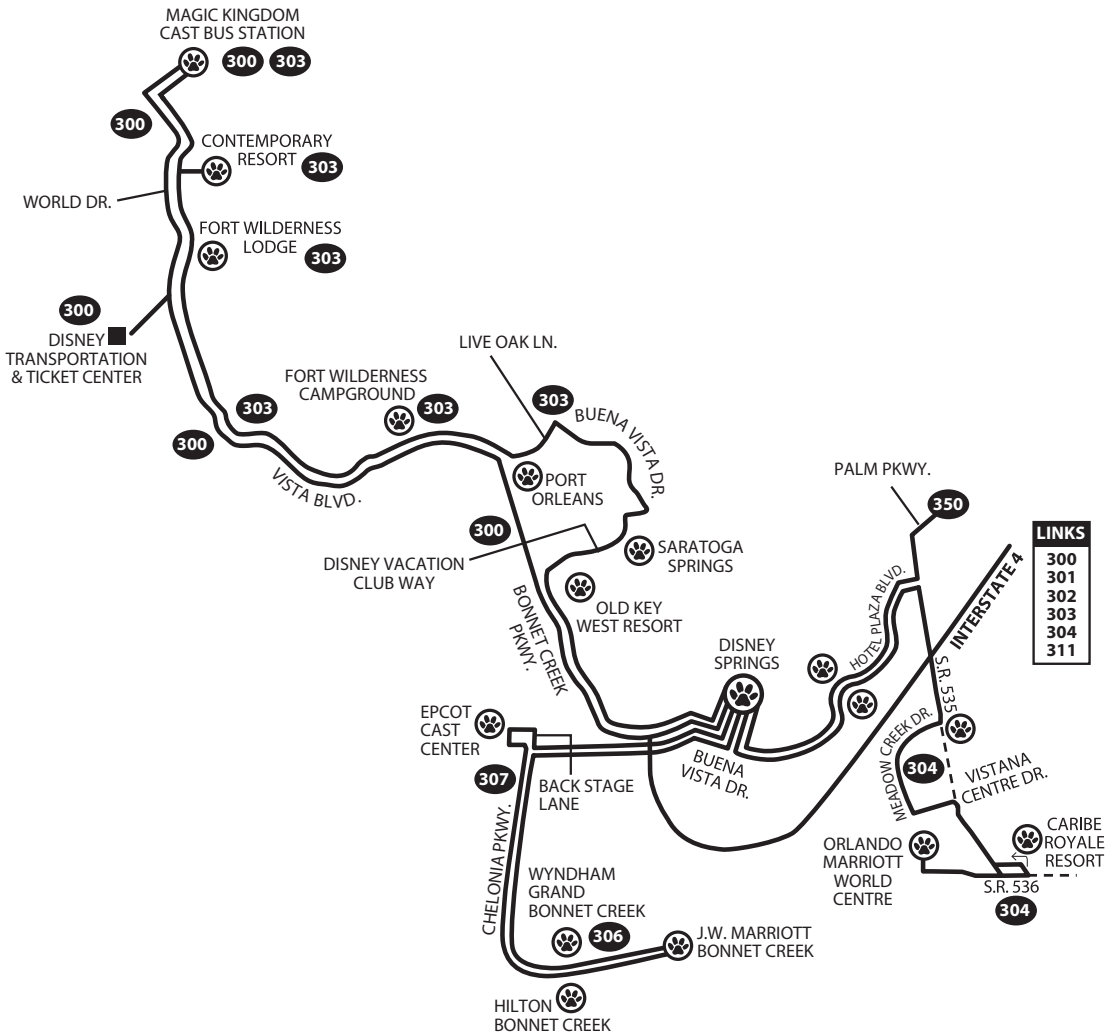 MAGIC KINGDOM
CAST BUS STATION
300
303
300
CONTEMPORARY
RESORT
303
WORLD DR.
FORT WILDERNESS
LODGE
303
300
DISNEY
TRANSPORTATION
& TICKET CENTER
LIVE OAK LN.
FORT WILDERNESS
CAMPGROUND
303
303
303
BUENA VISTA DR.
300
VISTA BLVD.
PORT
ORLEANS
PALM PKWY.
350
300
DISNEY VACATION
CLUB WAY
SARATOGA
SPRINGS
OLD KEY
WEST RESORT
BONNET CREEK
PKWY.
HOTEL PLAZA BLVD.
INTERSTATE 4
LINKS
300
301
302
303
304
311
DISNEY
SPRINGS
S.R. 535
EPCOT
CAST
CENTER
307
BACK STAGE
LANE
BUENA
VISTA DR.
MEADOW CREEK DR.
304
VISTANA
CENTRE DR.
CHELONIA PKWY.
ORLANDO
MARRIOTT
WORLD
CENTRE
CARIBE
ROYALE
RESORT
S.R. 536
304
WYNDHAM
GRAND
BONNET CREEK
306
J.W. MARRIOTT
BONNET CREEK
HILTON
BONNET CREEK